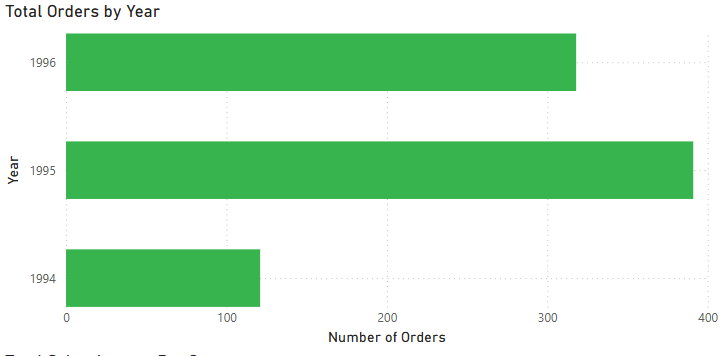 Total Orders by Year
1996
1995
1994
Year
0 100 200 300 400
Number of Orders